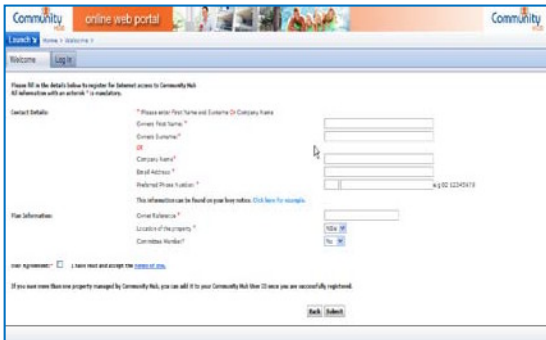 Community HUB online web portal Community HUB
Launch Home > Welcome >
Welcome Log In
Please fill in the details below to register for Internet access to Community Hub
All information with an asterisk * is mandatory.
Contact Details: * Please enter First Name and Surname Or Company Name
Owners First Name: *
Owners Surname:*
Or
Company Name*
Email Address *
Preferred Phone Number: * e.g 02 12345678
This information can be found on your levy notice. Click here for example.
Plan Information: Owner Reference *
Location of the property *
Committee Member? No
User Agreement:* I have read and accept the terms of use.
If you own more than one property managed by Community Hub, you can add it to your Community Hub User ID once you are successfully registered.
Back Submit